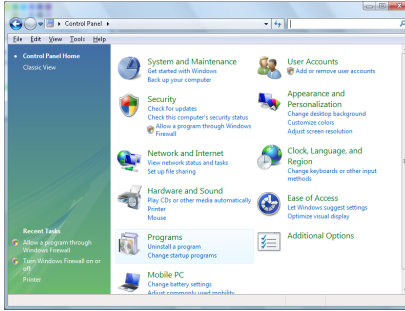 Control Panel
File Edit View Tools Help
Control Panel Home
Classic View
System and Maintenance
Get started with Windows
Back up your computer
Security
Check for updates
Check this computer's security status
Allow a program through Windows
Firewall
Network and Internet
View network status and tasks
Set up file sharing
Hardware and Sound
Play CDs or other media automatically
Printer
Mouse
Programs
Uninstall a program
Change startup programs
Mobile PC
Change battery settings
Adjust commonly used mobility
User Accounts
Add or remove user accounts
Appearance and
Personalization
Change desktop background
Customize colors
Adjust screen resolution
Clock, Language, and
Region
Change keyboards or other input
methods
Ease of Access
Let Windows suggest settings
Optimize visual display
Additional Options
Recent Tasks
Allow a program through
Windows Firewall
Turn Windows Firewall on or
off
Printer